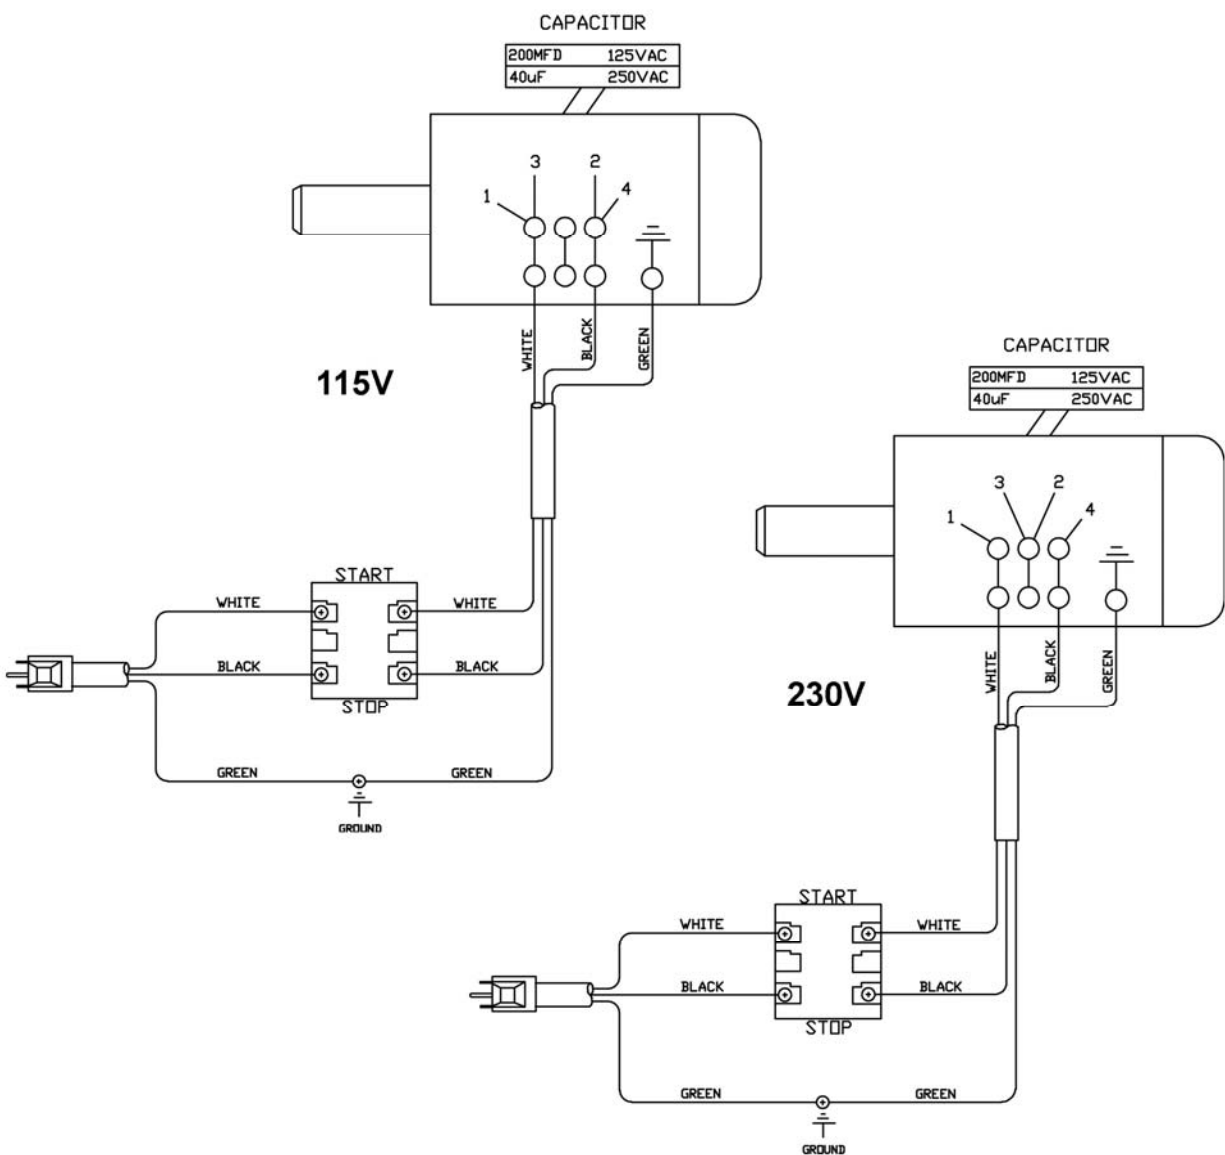 CAPACITOR
200MFD 125VAC
40uF 250VAC
3 2
1 4
WHITE BLACK GREEN
115V
START
WHITE WHITE
BLACK BLACK
STOP
GREEN GREEN
GROUND
CAPACITOR
200MFD 125VAC
40uF 250VAC
3 2
1 4
WHITE BLACK GREEN
230V
START
WHITE WHITE
BLACK BLACK
STOP
GREEN GREEN
GROUND